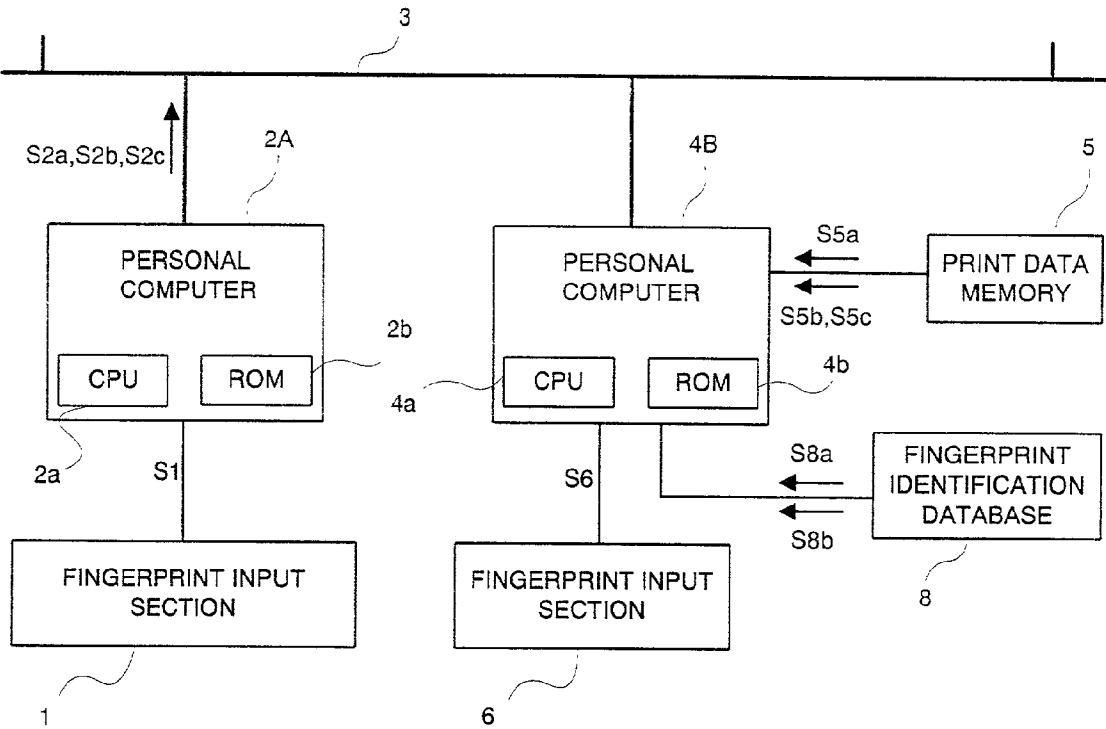 3
S2a,S2b,S2c
2A
4B
5
PERSONAL
COMPUTER
2b
CPU
ROM
2a
S1
FINGERPRINT INPUT
SECTION
1
PERSONAL
COMPUTER
S5a
S5b,S5c
PRINT DATA
MEMORY
4a
CPU
ROM
4b
S6
S8a
S8b
FINGERPRINT
IDENTIFICATION
DATABASE
8
FINGERPRINT INPUT
SECTION
6